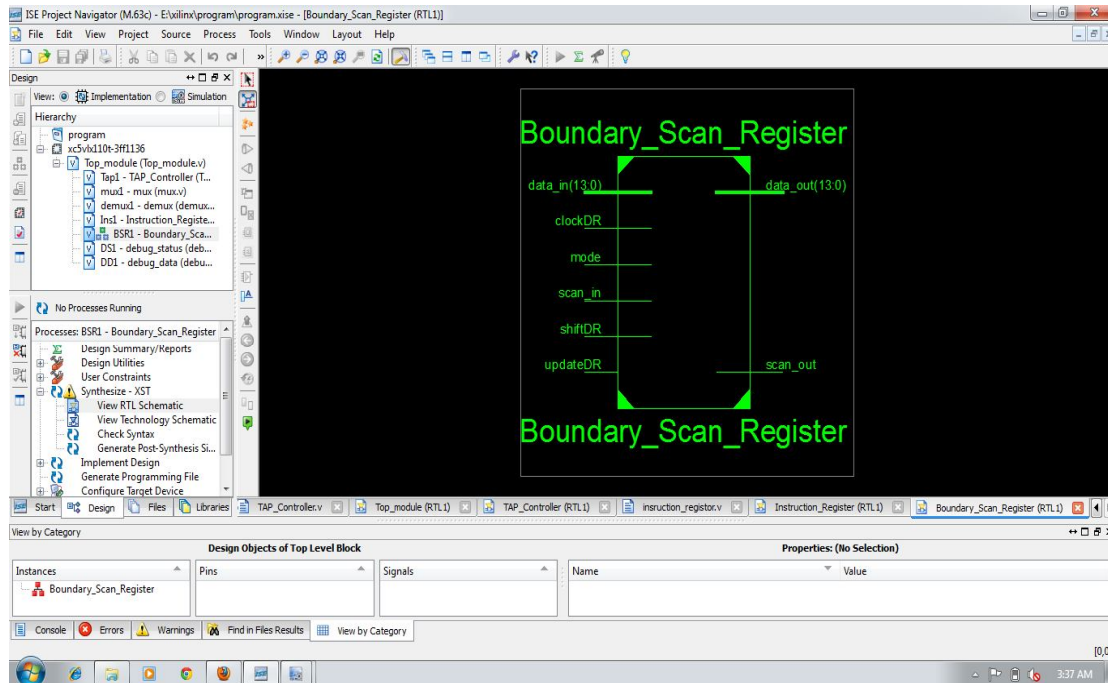 ISE Project Navigator (M.63c) - E:\xilinx\program\program.xise - [Boundary_Scan_Register (RTL1)]
File Edit View Project Source Process Tools Window Layout Help
Design
View: Implementation Simulation
Hierarchy
program
xc5vlx110t-3ff1136
Top_module (Top_module.v)
Tap1 - TAP_Controller (T...
mux1 - mux (mux.v)
demux1 - demux (demux...
Ins1 - Instruction_Registe...
BSR1 - Boundary_Sca...
DS1 - debug_status (deb...
DD1 - debug_data (debu...
No Processes Running
Processes: BSR1 - Boundary_Scan_Register
Design Summary/Reports
Design Utilities
User Constraints
Synthesize - XST
View RTL Schematic
View Technology Schematic
Check Syntax
Generate Post-Synthesis Si...
Implement Design
Generate Programming File
Configure Target Device
Start Design Files Libraries
Boundary_Scan_Register
data_in(13:0) data_out(13:0)
clockDR
mode
scan_in
shiftDR
updateDR scan_out
Boundary_Scan_Register
TAP_Controller.v Top_module (RTL1) TAP_Controller (RTL1) insruction_registor.v Instruction_Register (RTL1) Boundary_Scan_Register (RTL1)
View by Category
Design Objects of Top Level Block Properties: (No Selection)
Instances Pins Signals Name Value
Boundary_Scan_Register
Console Errors Warnings Find in Files Results View by Category
[0,0
3:37 AM